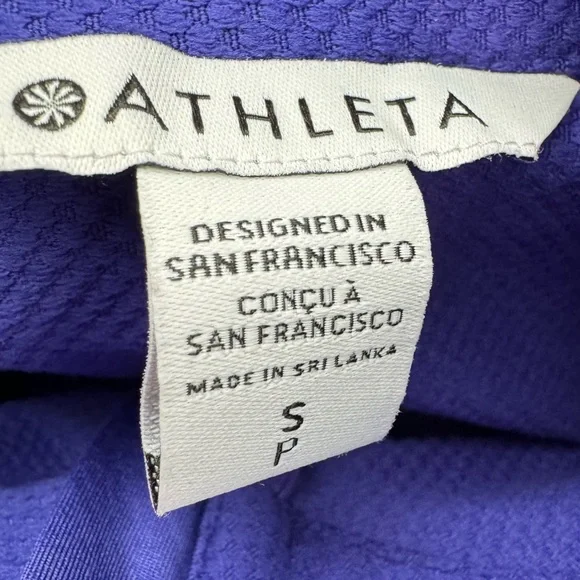 ATHLETA
DESIGNED IN
SAN FRANCISCO
CONÇU À
SAN FRANCISCO
MADE IN SRI LANKA
S
P